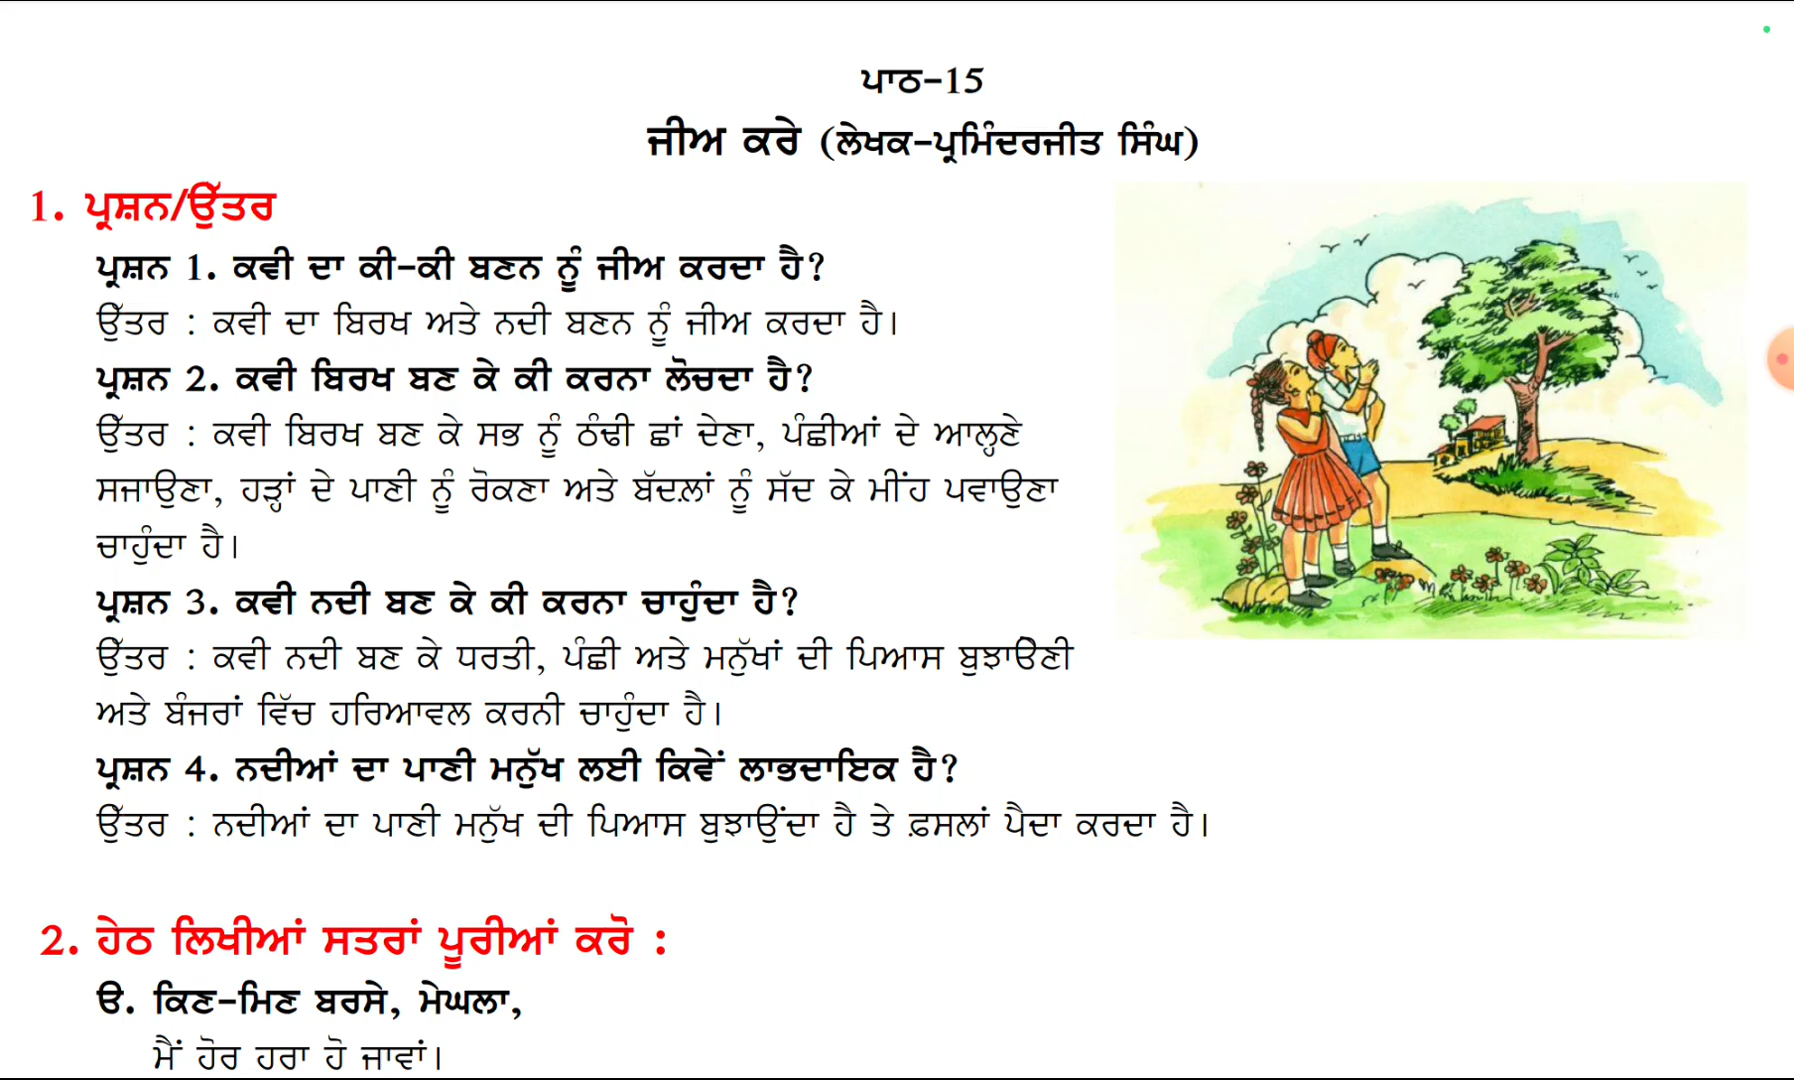 ਪਾਠ-15
ਜੀਅ ਕਰੇ (ਲੇਖਕ-ਪ੍ਰਮਿੰਦਰਜੀਤ ਸਿੰਘ)
1. ਪ੍ਰਸ਼ਨ/ਉੱਤਰ
ਪ੍ਰਸ਼ਨ 1. ਕਵੀ ਦਾ ਕੀ-ਕੀ ਬਣਨ ਨੂੰ ਜੀਅ ਕਰਦਾ ਹੈ?
ਉੱਤਰ : ਕਵੀ ਦਾ ਬਿਰਖ ਅਤੇ ਨਦੀ ਬਣਨ ਨੂੰ ਜੀਅ ਕਰਦਾ ਹੈ।
ਪ੍ਰਸ਼ਨ 2. ਕਵੀ ਬਿਰਖ ਬਣ ਕੇ ਕੀ ਕਰਨਾ ਲੋਚਦਾ ਹੈ?
ਉੱਤਰ : ਕਵੀ ਬਿਰਖ ਬਣ ਕੇ ਸਭ ਨੂੰ ਠੰਢੀ ਛਾਂ ਦੇਣਾ, ਪੰਛੀਆਂ ਦੇ ਆਲ੍ਹਣੇ
ਸਜਾਉਣਾ, ਹੜ੍ਹਾਂ ਦੇ ਪਾਣੀ ਨੂੰ ਰੋਕਣਾ ਅਤੇ ਬੱਦਲਾਂ ਨੂੰ ਸੱਦ ਕੇ ਮੀਂਹ ਪਵਾਉਣਾ
ਚਾਹੁੰਦਾ ਹੈ।
ਪ੍ਰਸ਼ਨ 3. ਕਵੀ ਨਦੀ ਬਣ ਕੇ ਕੀ ਕਰਨਾ ਚਾਹੁੰਦਾ ਹੈ?
ਉੱਤਰ : ਕਵੀ ਨਦੀ ਬਣ ਕੇ ਧਰਤੀ, ਪੰਛੀ ਅਤੇ ਮਨੁੱਖਾਂ ਦੀ ਪਿਆਸ ਬੁਝਾਓਣੀ
ਅਤੇ ਬੰਜਰਾਂ ਵਿੱਚ ਹਰਿਆਵਲ ਕਰਨੀ ਚਾਹੁੰਦਾ ਹੈ।
ਪ੍ਰਸ਼ਨ 4. ਨਦੀਆਂ ਦਾ ਪਾਣੀ ਮਨੁੱਖ ਲਈ ਕਿਵੇਂ ਲਾਭਦਾਇਕ ਹੈ?
ਉੱਤਰ : ਨਦੀਆਂ ਦਾ ਪਾਣੀ ਮਨੁੱਖ ਦੀ ਪਿਆਸ ਬੁਝਾਉਂਦਾ ਹੈ ਤੇ ਫ਼ਸਲਾਂ ਪੈਦਾ ਕਰਦਾ ਹੈ।
2. ਹੇਠ ਲਿਖੀਆਂ ਸਤਰਾਂ ਪੂਰੀਆਂ ਕਰੋ :
ੳ. ਕਿਣ-ਮਿਣ ਬਰਸੇ, ਮੇਘਲਾ,
ਮੈਂ ਹੋਰ ਹਰਾ ਹੋ ਜਾਵਾਂ।